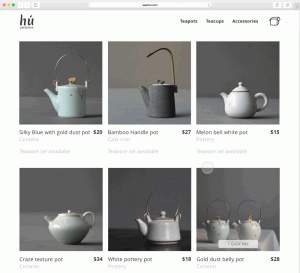 hú
ceramics
Teapots Teacups Accessories
Silky Blue with gold dust pot $20
Ceramic
Teaware set available
Bamboo Handle pot $27
Cast Iron
Teaware set available
Melon bell white pot $15
Pottery
Teaware set available
Craze texture pot $34
Ceramic
White pottery pot $18
Pottery
Gold dust belly pot $28
Ceramic